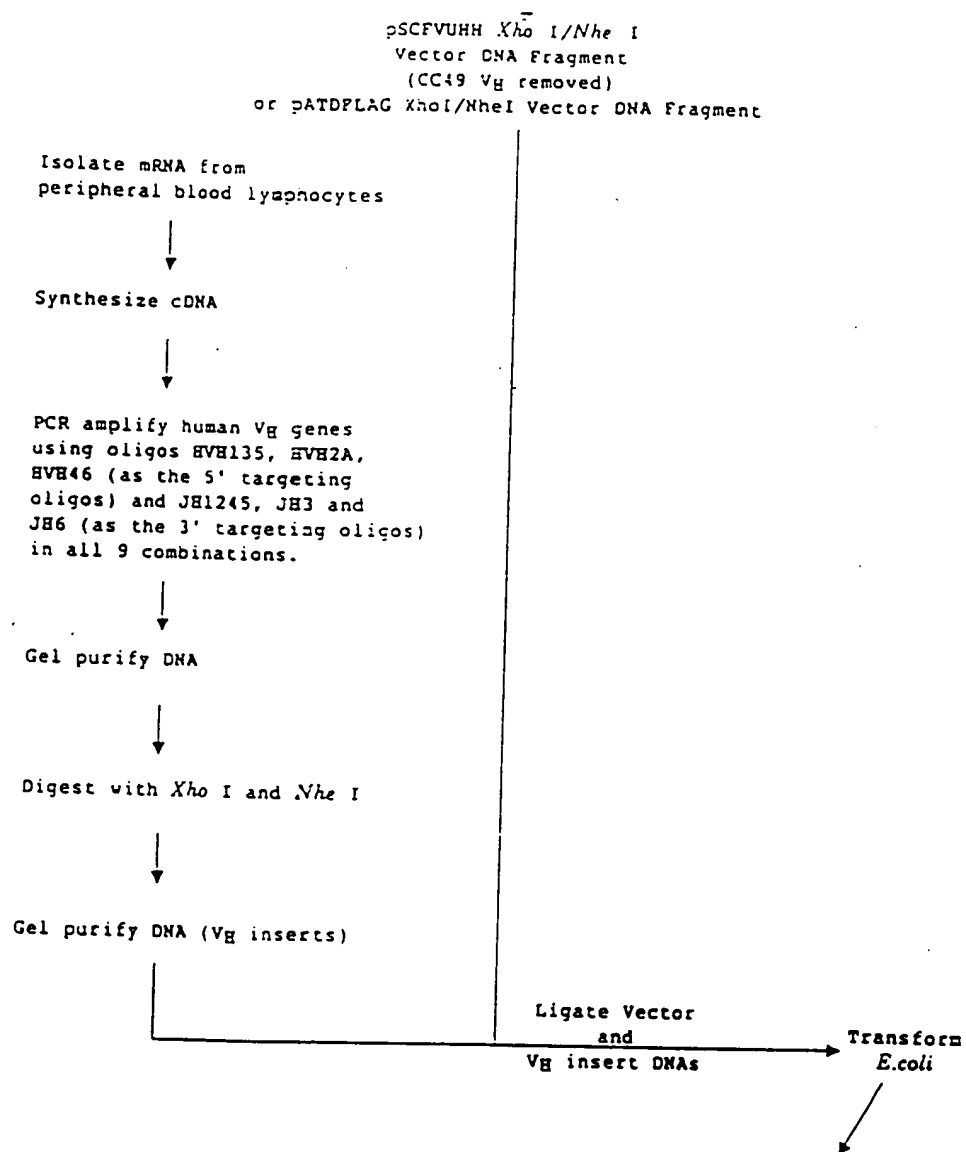 pSCFVUHH Xho I/Nhe I
Vector DNA Fragment
(CC49 VH removed)
or pATDFLAG XhoI/NheI Vector DNA Fragment
Isolate mRNA from
peripheral blood lymphocytes
Synthesize cDNA
PCR amplify human VH genes
using oligos HVH135, HVH2A,
HVH46 (as the 5' targeting
oligos) and JH1245, JH3 and
JH6 (as the 3' targeting oligos)
in all 9 combinations.
Gel purify DNA
Digest with Xho I and Nhe I
Gel purify DNA (VH inserts)
Ligate Vector
and
VH insert DNAs
Transform
E.coli